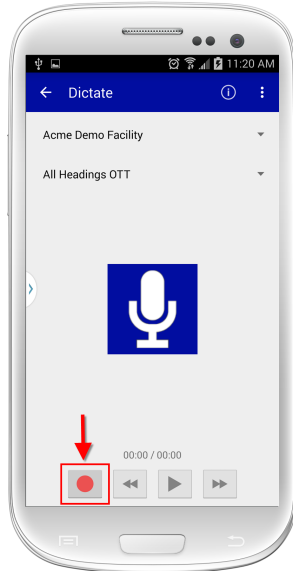 11:20 AM
Dictate
Acme Demo Facility
All Headings OTT
00:00 / 00:00